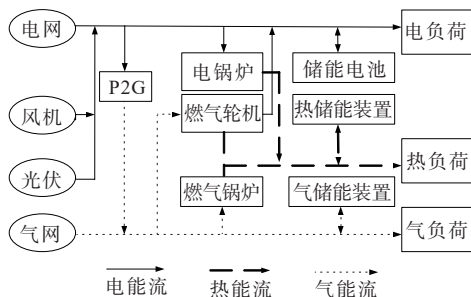 电网
电负荷
P2G
电锅炉
储能电池
风机
燃气轮机
热储能装置
光伏
热负荷
燃气锅炉
气储能装置
气网
气负荷
电能流
热能流
气能流